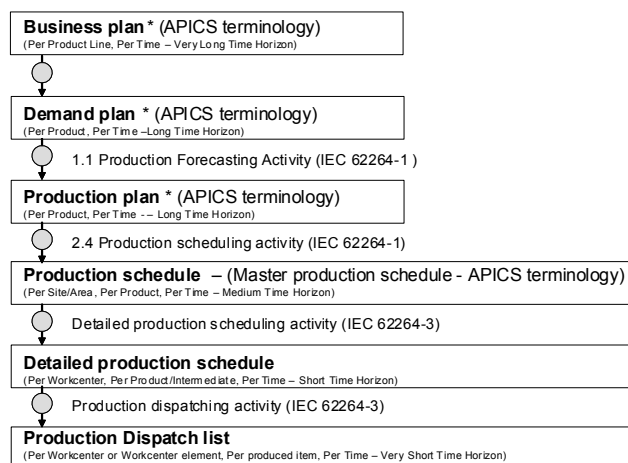 Business plan * (APICS terminology)
(Per Product Line, Per Time – Very Long Time Horizon)
Demand plan * (APICS terminology)
(Per Product, Per Time –Long Time Horizon)
1.1 Production Forecasting Activity (IEC 62264-1 )
Production plan * (APICS terminology)
(Per Product, Per Time - – Long Time Horizon)
2.4 Production scheduling activity (IEC 62264-1)
Production schedule – (Master production schedule - APICS terminology)
(Per Site/Area, Per Product, Per Time – Medium Time Horizon)
Detailed production scheduling activity (IEC 62264-3)
Detailed production schedule
(Per Workcenter, Per Product/Intermediate, Per Time – Short Time Horizon)
Production dispatching activity (IEC 62264-3)
Production Dispatch list
(Per Workcenter or Workcenter element, Per produced item, Per Time – Very Short Time Horizon)